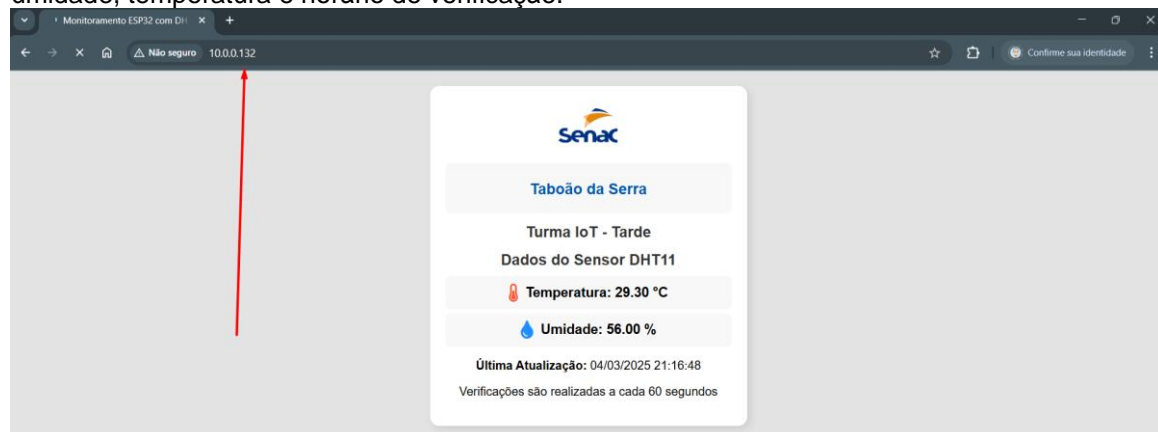 umidade, temperatura e horário de verificação.
Monitoramento ESP32 com DH
Não seguro 10.0.0.132
Confirme sua identidade
Senac
Taboão da Serra
Turma IoT - Tarde
Dados do Sensor DHT11
Temperatura: 29.30 °C
Umidade: 56.00 %
Última Atualização: 04/03/2025 21:16:48
Verificações são realizadas a cada 60 segundos